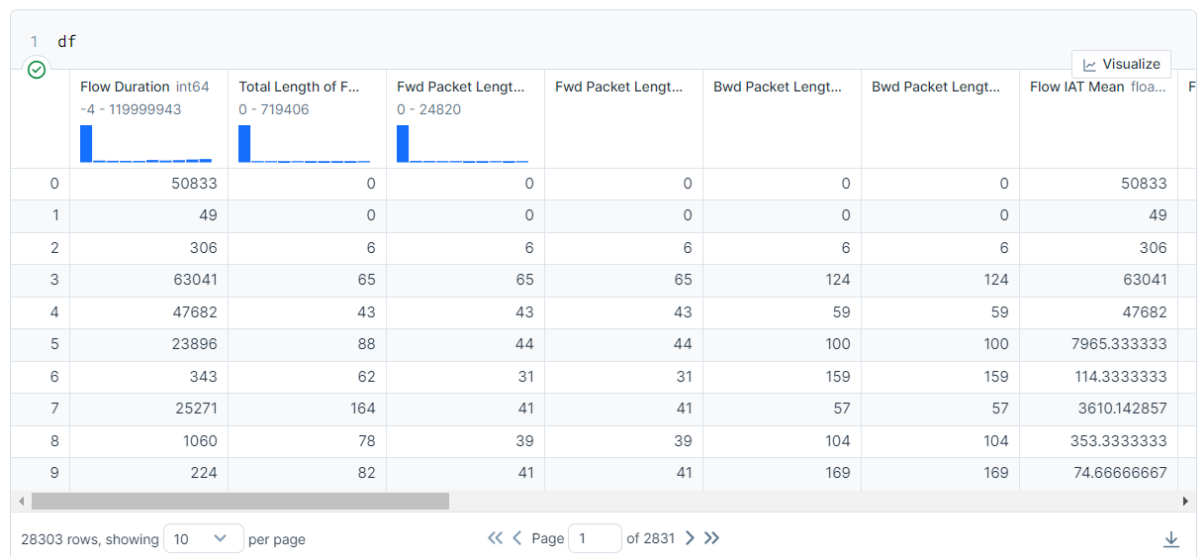 1 df
Visualize
Flow Duration int64 Total Length of F... Fwd Packet Lengt... Fwd Packet Lengt... Bwd Packet Lengt... Bwd Packet Lengt... Flow IAT Mean floa... F
-4 - 119999943 0 - 719406 0 - 24820
0 50833 0 0 0 0 0 50833
1 49 0 0 0 0 0 49
2 306 6 6 6 6 6 306
3 63041 65 65 65 124 124 63041
4 47682 43 43 43 59 59 47682
5 23896 88 44 44 100 100 7965.333333
6 343 62 31 31 159 159 114.3333333
7 25271 164 41 41 57 57 3610.142857
8 1060 78 39 39 104 104 353.3333333
9 224 82 41 41 169 169 74.66666667
28303 rows, showing 10 per page Page 1 of 2831